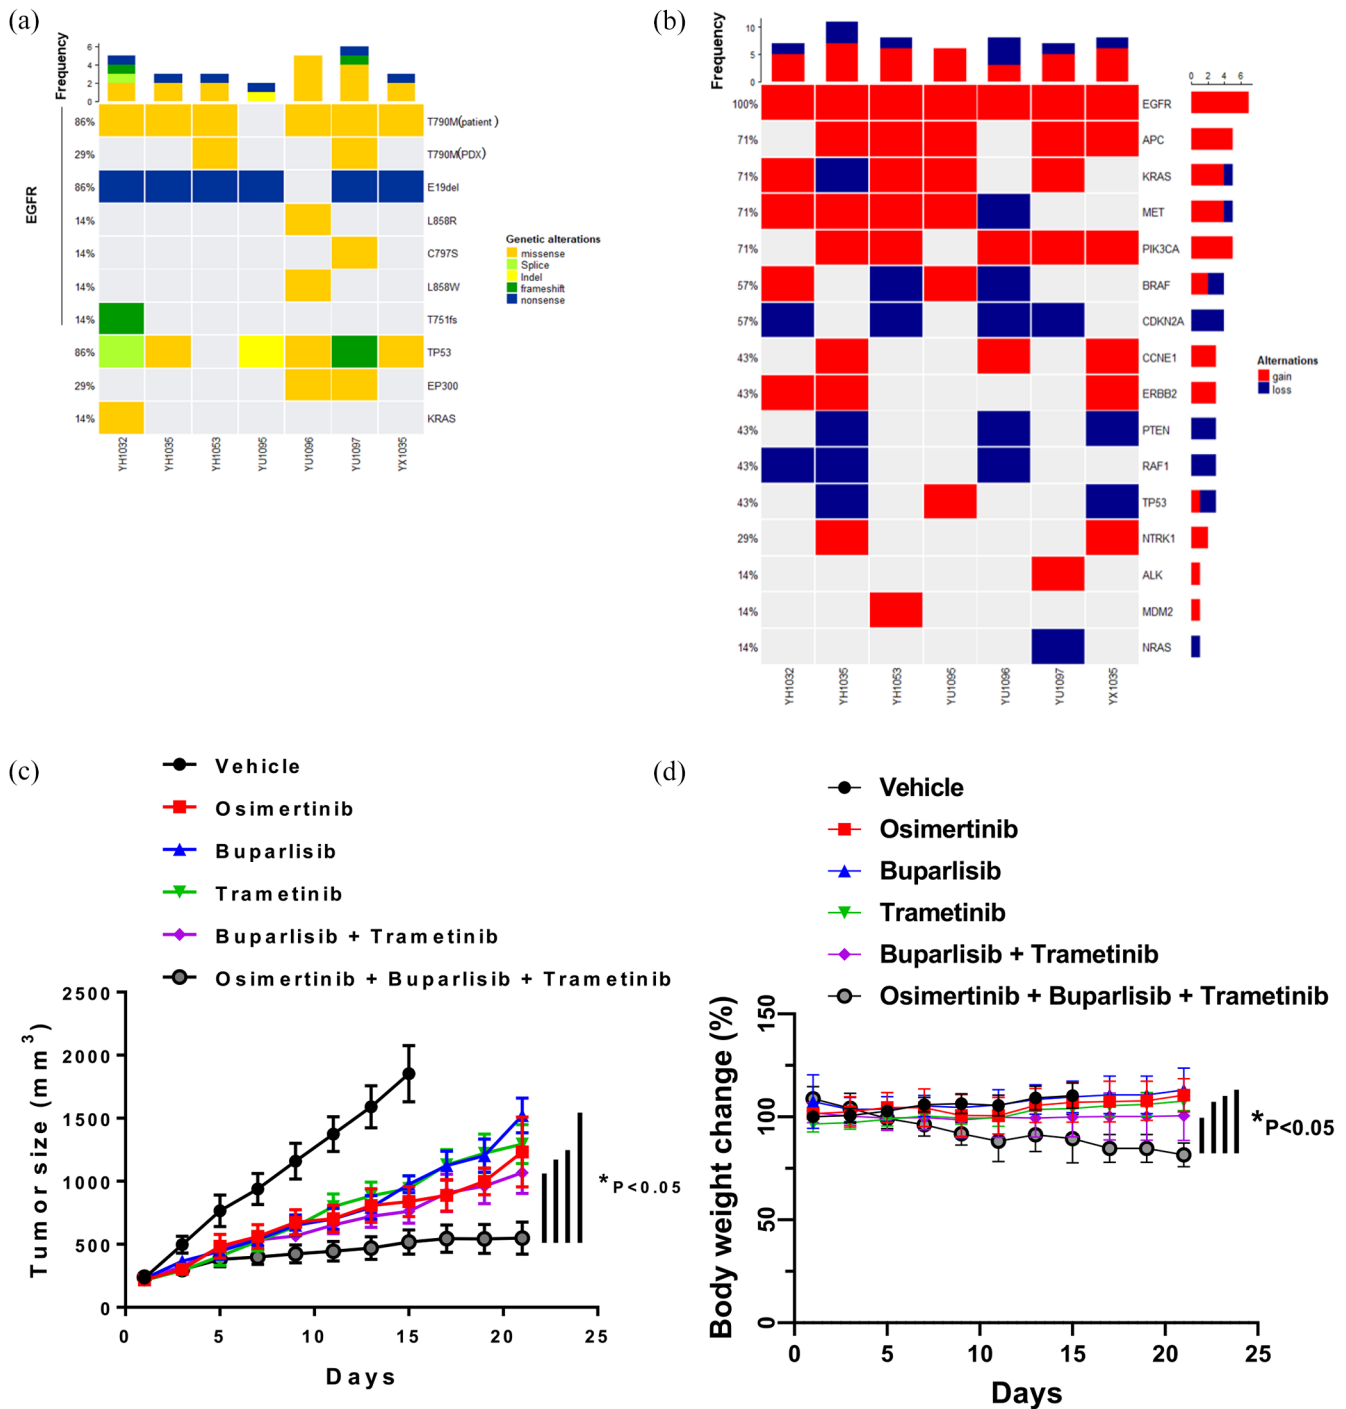 (a)
Frequency
6
4
2
0
EGFR
86% T790M(patient )
29% T790M(PDX)
86% E19del
14% L858R
14% C797S
14% L858W
14% T751fs
86% TP53
29% EP300
14% KRAS
YH1032 YH1035 YH1053 YU1095 YU1096 YU1097 YX1035
Genetic alterations
missense
Splice
Indel
frameshift
nonsense
(b)
Frequency
10
5
0
0 2 4 6
100% EGFR
71% APC
71% KRAS
71% MET
71% PIK3CA
57% BRAF
57% CDKN2A
43% CCNE1
43% ERBB2
43% PTEN
43% RAF1
43% TP53
29% NTRK1
14% ALK
14% MDM2
14% NRAS
YH1032 YH1035 YH1053 YU1095 YU1096 YU1097 YX1035
Alternations
gain
loss
(c)
Vehicle
Osimertinib
Buparlisib
Trametinib
Buparlisib + Trametinib
Osimertinib + Buparlisib + Trametinib
Tumor size (mm³)
2500
2000
1500
1000
500
0
0 5 10 15 20 25
Days
*P<0.05
(d)
Vehicle
Osimertinib
Buparlisib
Trametinib
Buparlisib + Trametinib
Osimertinib + Buparlisib + Trametinib
Body weight change (%)
150
100
50
0
0 5 10 15 20 25
Days
*P<0.05